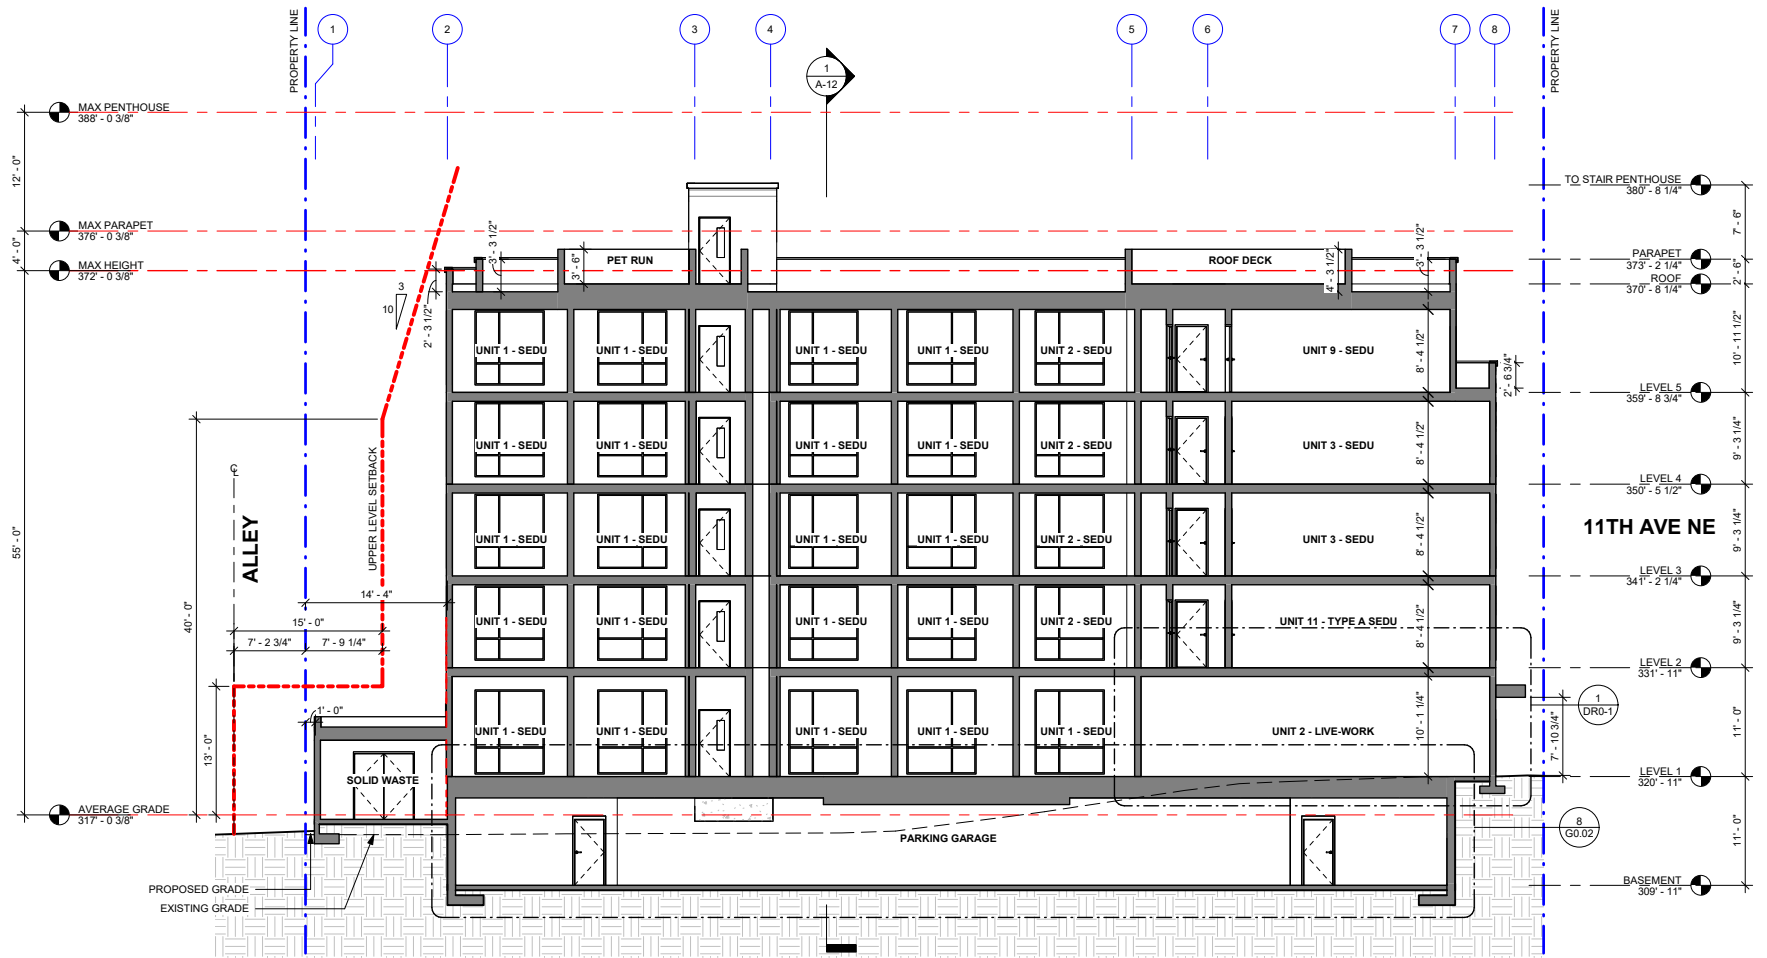 PROPERTY LINE
1
2
3
4
5
6
7
8
PROPERTY LINE
1
A-12
MAX PENTHOUSE
388' - 0 3/8"
12' - 0"
MAX PARAPET
376' - 0 3/8"
4' - 0"
MAX HEIGHT
372' - 0 3/8"
TO STAIR PENTHOUSE
380' - 8 1/4"
7' - 6"
PARAPET
373' - 2 1/4"
2' - 6"
ROOF
370' - 8 1/4"
3' - 3 1/2"
3' - 6"
PET RUN
ROOF DECK
4' - 3 1/2"
3' - 3 1/2"
3
10
2' - 3 1/2"
UNIT 1 - SEDU
UNIT 1 - SEDU
UNIT 1 - SEDU
UNIT 1 - SEDU
UNIT 2 - SEDU
UNIT 9 - SEDU
8' - 4 1/2"
2' - 6 3/4"
10' - 11 1/2"
LEVEL 5
359' - 8 3/4"
UNIT 1 - SEDU
UNIT 1 - SEDU
UNIT 1 - SEDU
UNIT 1 - SEDU
UNIT 2 - SEDU
UNIT 3 - SEDU
8' - 4 1/2"
9' - 3 1/4"
LEVEL 4
350' - 5 1/2"
UPPER LEVEL SETBACK
CL
ALLEY
55' - 0"
40' - 0"
UNIT 1 - SEDU
UNIT 1 - SEDU
UNIT 1 - SEDU
UNIT 1 - SEDU
UNIT 2 - SEDU
UNIT 3 - SEDU
8' - 4 1/2"
11TH AVE NE
9' - 3 1/4"
LEVEL 3
341' - 2 1/4"
14' - 4"
15' - 0"
7' - 2 3/4"
7' - 9 1/4"
UNIT 1 - SEDU
UNIT 1 - SEDU
UNIT 1 - SEDU
UNIT 1 - SEDU
UNIT 2 - SEDU
UNIT 11 - TYPE A SEDU
8' - 4 1/2"
9' - 3 1/4"
LEVEL 2
331' - 11"
1' - 0"
13' - 0"
UNIT 1 - SEDU
UNIT 1 - SEDU
UNIT 1 - SEDU
UNIT 1 - SEDU
UNIT 2 - SEDU
UNIT 2 - LIVE-WORK
10' - 1 1/4"
7' - 10 3/4"
1
DR0-1
11' - 0"
SOLID WASTE
LEVEL 1
320' - 11"
AVERAGE GRADE
317' - 0 3/8"
PARKING GARAGE
8
G0.02
11' - 0"
PROPOSED GRADE
EXISTING GRADE
BASEMENT
309' - 11"